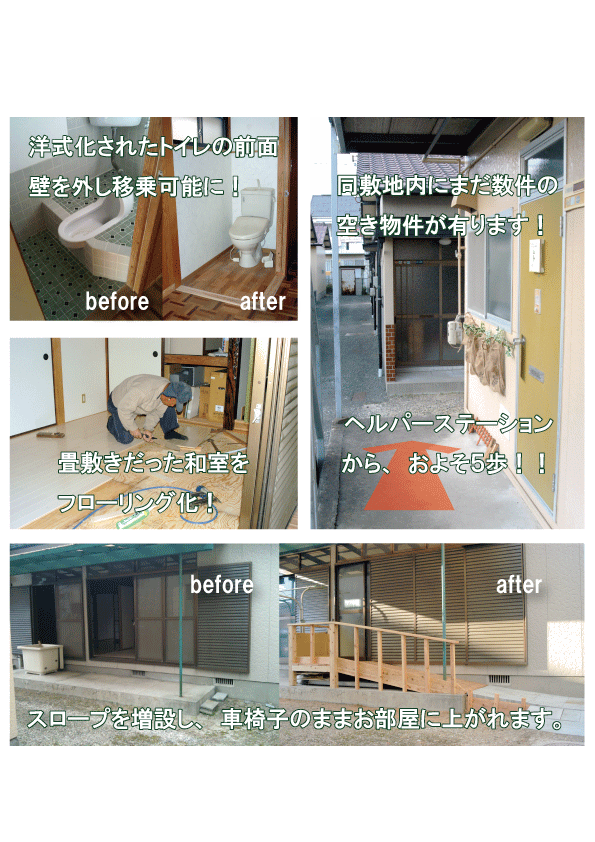 洋式化されたトイレの前面
壁を外し移乗可能に！
before
after
同敷地内にまだ数件の
空き物件が有ります！
ヘルパーステーション
から、およそ５歩！！
畳敷きだった和室を
フローリング化！
before
after
スロープを増設し、車椅子のままお部屋に上がれます。